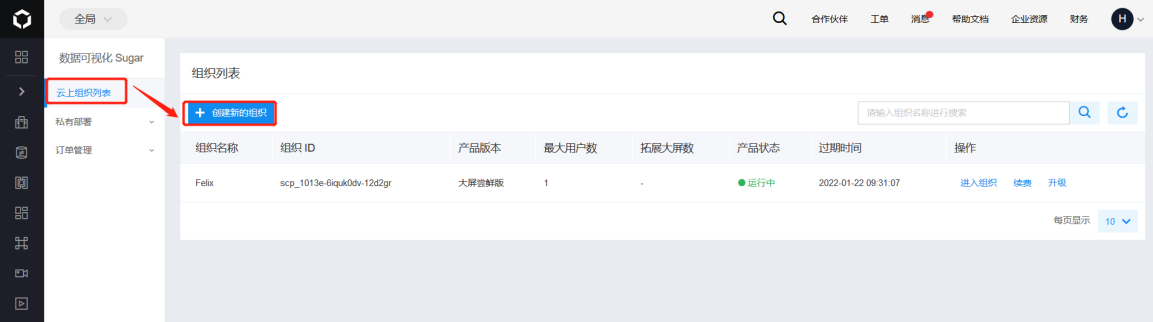 全局
合作伙伴 工单 消息 帮助文档 企业资源 财务 H
数据可视化 Sugar
云上组织列表
私有部署
订单管理
组织列表
+ 创建新的组织
请输入组织名称进行搜索
组织名称 组织 ID 产品版本 最大用户数 拓展大屏数 产品状态 过期时间 操作
Felix scp_1013e-6iquk0dv-12d2gr 大屏尝鲜版 1 - 运行中 2022-01-22 09:31:07 进入组织 续费 升级
每页显示 10